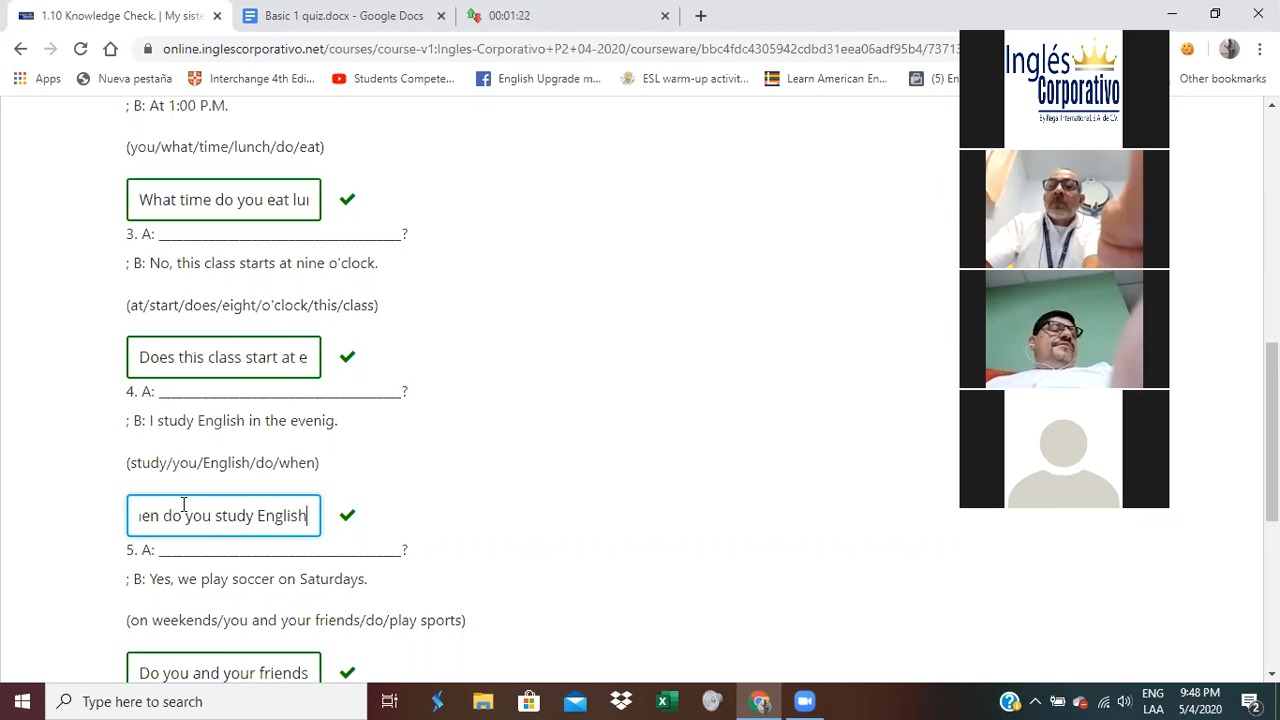 1.10 Knowledge Check. | My siste
Basic 1 quiz.docx - Google Docs
00:01:22
online.inglescorporativo.net/courses/course-v1:Ingles-Corporativo+P2+04-2020/courseware/bbc4fdc4305942cdbd31eea06adf95b4/73713
Apps
Nueva pestaña
Interchange 4th Edi...
Students Compete...
English Upgrade m...
ESL warm-up activit...
Learn American En...
(5) En
Other bookmarks
Inglés
Corporativo
; B: At 1:00 P.M.
(you/what/time/lunch/do/eat)
What time do you eat lu
3. A: ______________________________________?
; B: No, this class starts at nine o'clock.
(at/start/does/eight/o'clock/this/class)
Does this class start at e
4. A: ______________________________________?
; B: I study English in the evenig.
(study/you/English/do/when)
en do you study English
5. A: ______________________________________?
; B: Yes, we play soccer on Saturdays.
(on weekends/you and your friends/do/play sports)
Do you and your friends
Type here to search
ENG
LAA
9:48 PM
5/4/2020
2